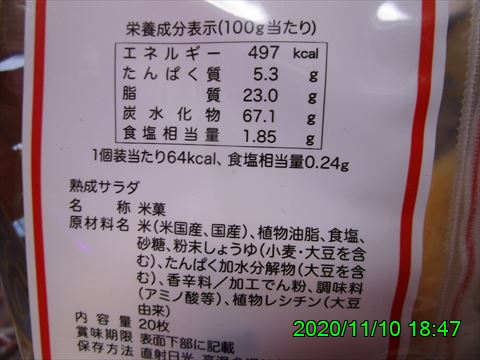 栄養成分表示(100g当たり)
エネルギー 497 kcal
たんぱく質 5.3 g
脂質 23.0 g
炭水化物 67.1 g
食塩相当量 1.85 g
1個装当たり64kcal、食塩相当量0.24g
熟成サラダ
名称 米菓
原材料名 米(米国産、国産)、植物油脂、食塩、
砂糖、粉末しょうゆ(小麦・大豆を含
む)、たんぱく加水分解物(大豆を含
む)、香辛料/加工でん粉、調味料
(アミノ酸等)、植物レシチン(大豆
由来)
内容量 20枚
賞味期限 表面下部に記載
保存方法 直射日光、高温多湿
2020/11/10 18:47